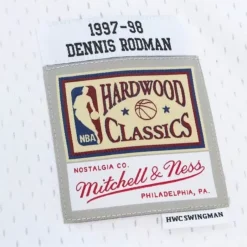 1997-98
DENNIS RODMAN
HARDWOOD
NBA
CLASSICS
NOSTALGIA CO.
Mitchell & Ness
PHILADELPHIA, PA.
HWC SWINGMAN